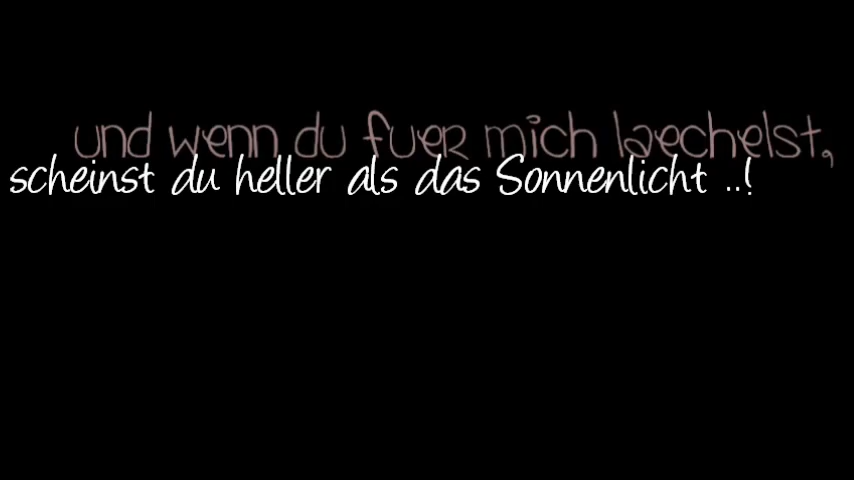 und wenn du fuer mich laechelst,
scheinst du heller als das Sonnenlicht ..!